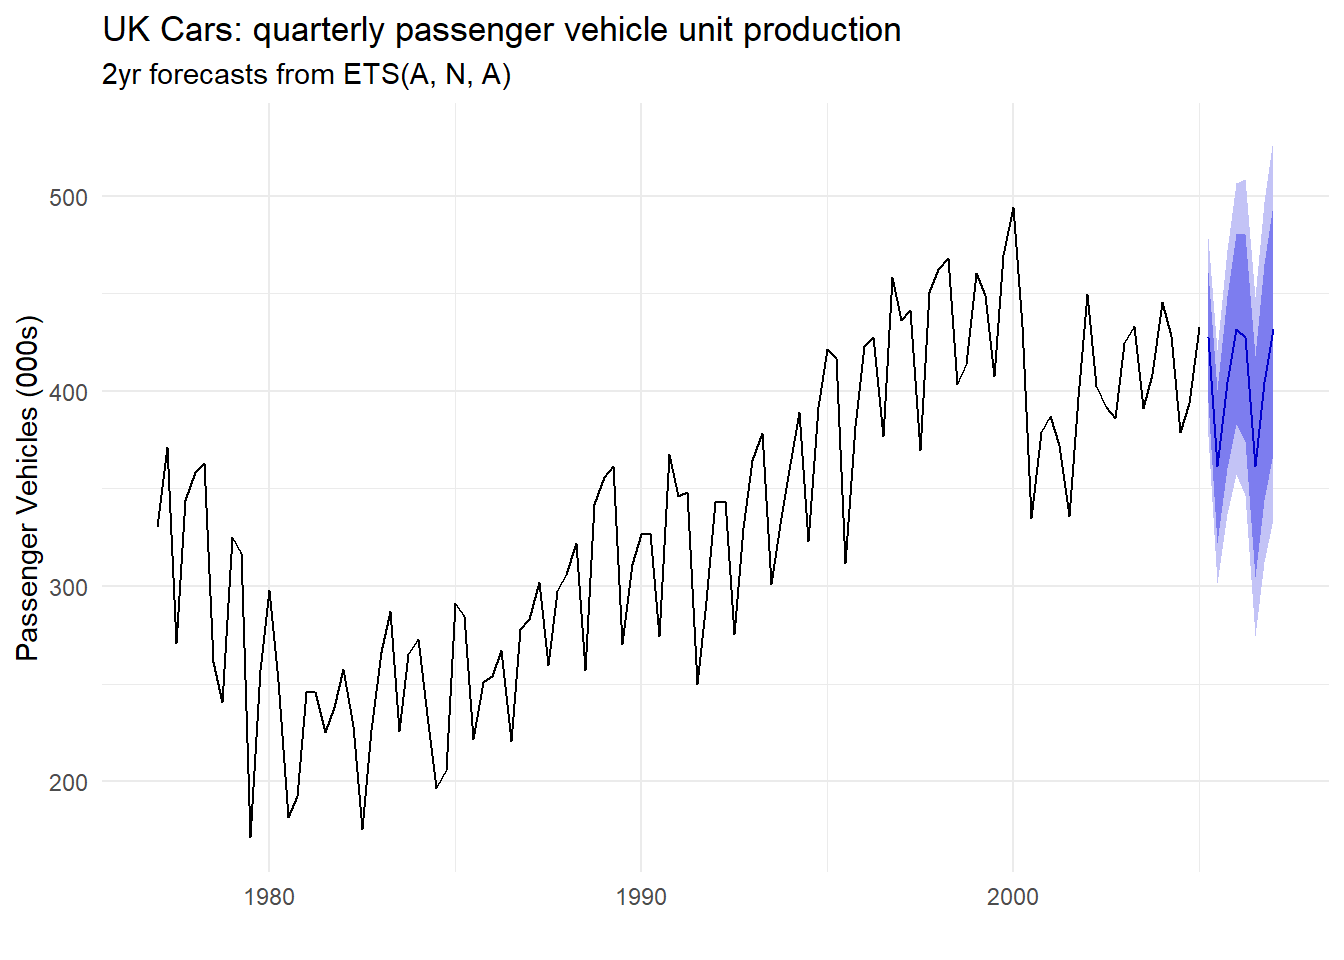 UK Cars: quarterly passenger vehicle unit production
2yr forecasts from ETS(A, N, A)
Passenger Vehicles (000s)
500
400
300
200
1980
1990
2000